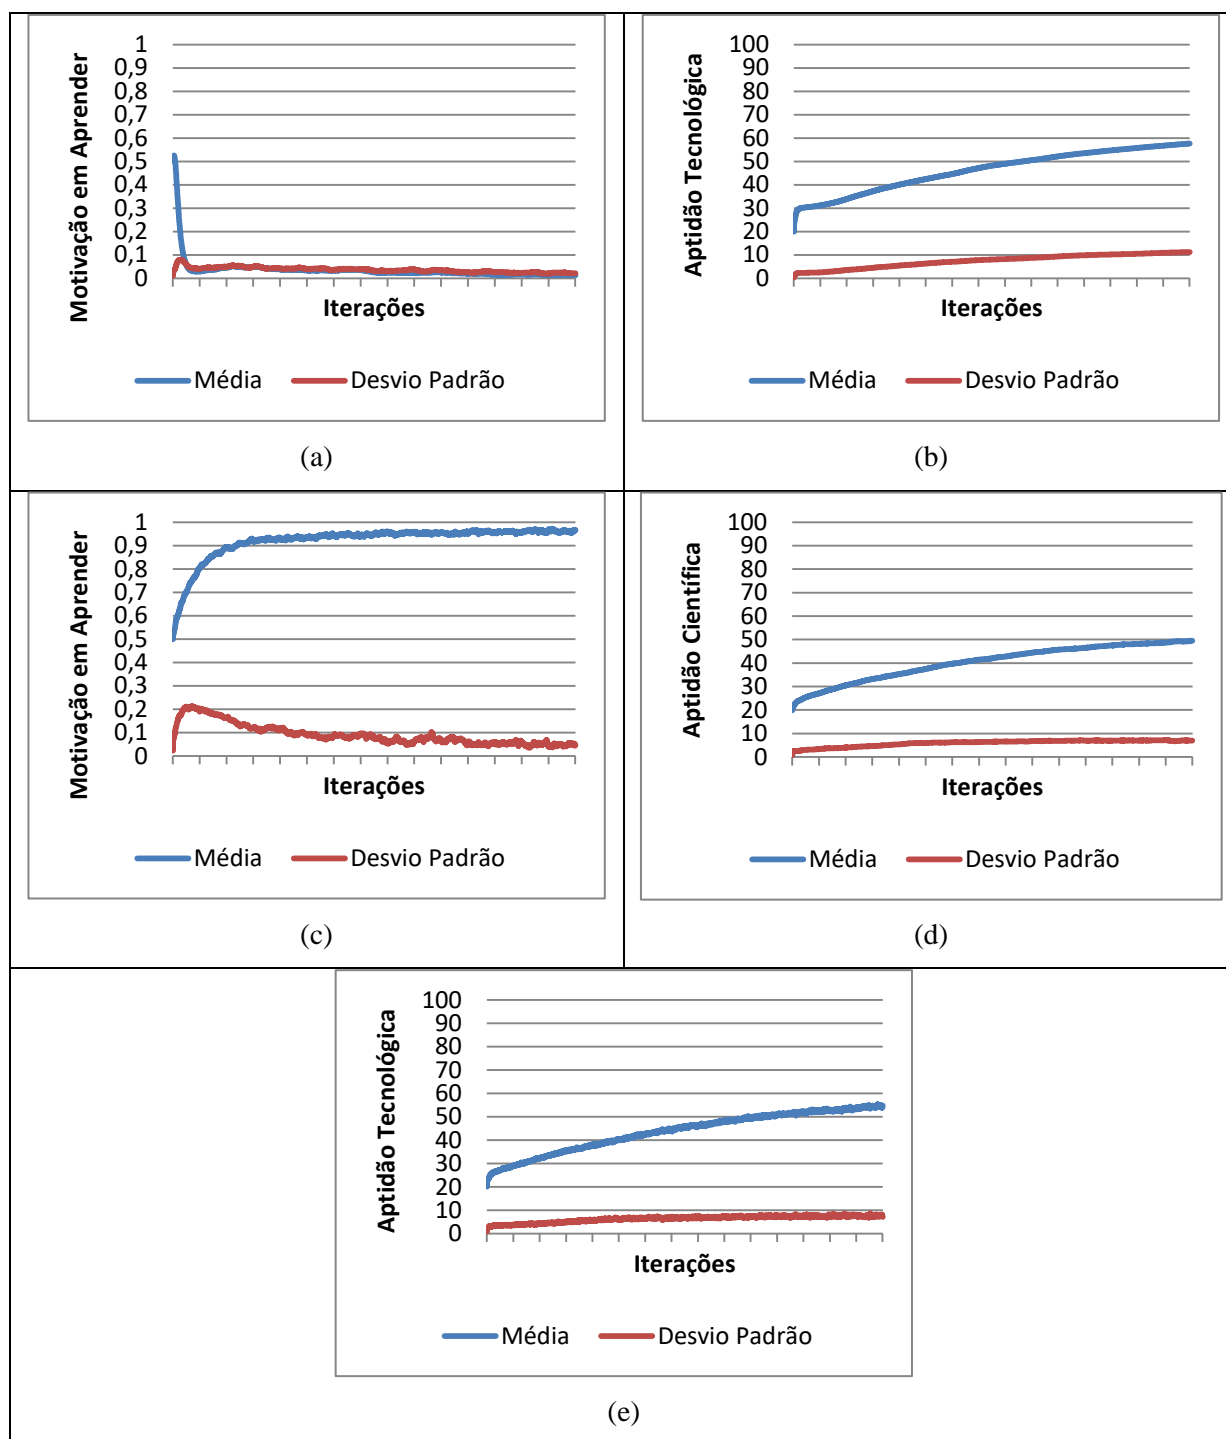 Motivação em Aprender
1
0,9
0,8
0,7
0,6
0,5
0,4
0,3
0,2
0,1
0
Iterações
Média
Desvio Padrão
(a)
Aptidão Tecnológica
100
90
80
70
60
50
40
30
20
10
0
Iterações
Média
Desvio Padrão
(b)
Motivação em Aprender
1
0,9
0,8
0,7
0,6
0,5
0,4
0,3
0,2
0,1
0
Iterações
Média
Desvio Padrão
(c)
Aptidão Científica
100
90
80
70
60
50
40
30
20
10
0
Iterações
Média
Desvio Padrão
(d)
Aptidão Tecnológica
100
90
80
70
60
50
40
30
20
10
0
Iterações
Média
Desvio Padrão
(e)